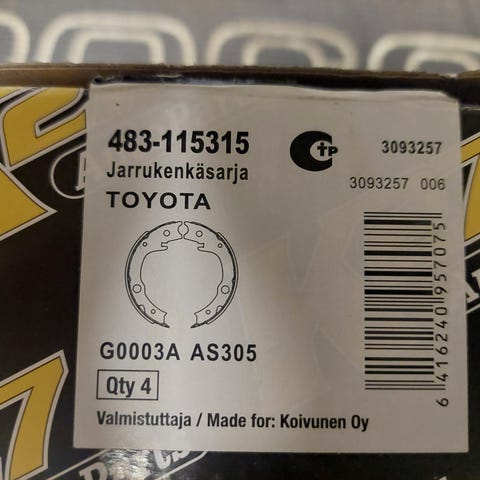 483-115315
Jarrukenkäsarja
TOYOTA
3093257
3093257 006
G0003A AS305
Qty 4
Valmistuttaja / Made for: Koivunen Oy
6 416240 957075